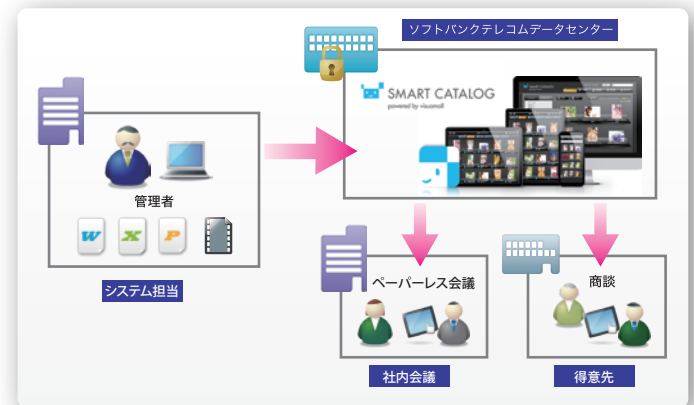 ソフトバンクテレコムデータセンター
SMART CATALOG
powered by visuamall
管理者
W
X
P
システム担当
ペーパーレス会議
商談
社内会議
得意先